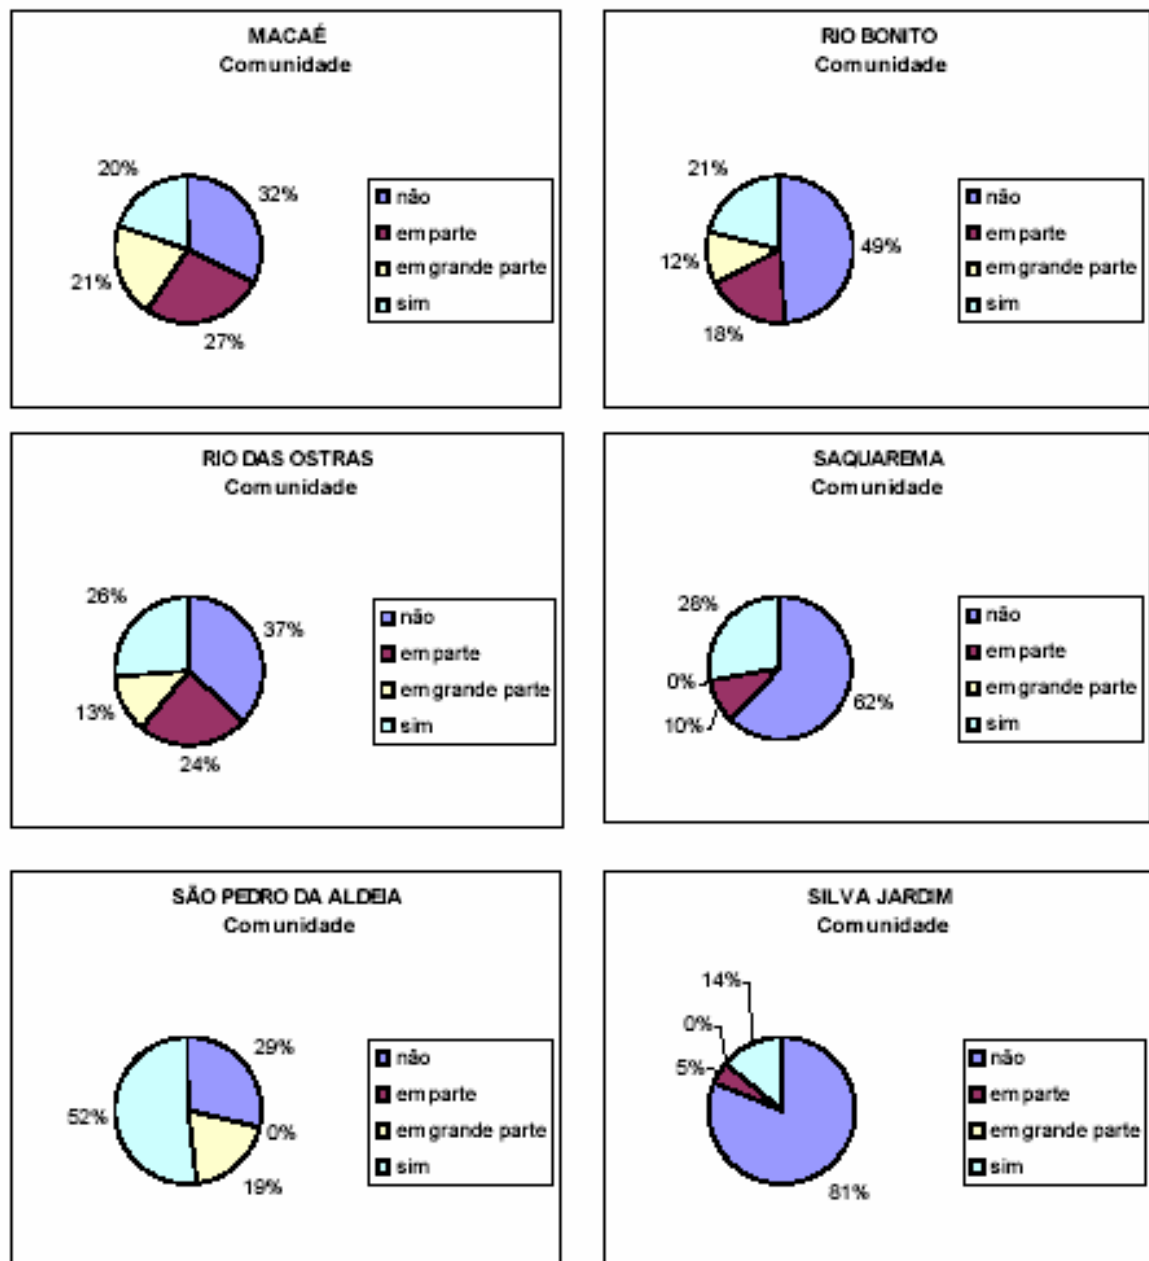 MACAÉ
Comunidade
20%
32%
21%
27%
não
em parte
em grande parte
sim
RIO BONITO
Comunidade
21%
49%
12%
18%
não
em parte
em grande parte
sim
RIO DAS OSTRAS
Comunidade
26%
37%
13%
24%
não
em parte
em grande parte
sim
SAQUAREMA
Comunidade
28%
0%
10%
62%
não
em parte
em grande parte
sim
SÃO PEDRO DA ALDEIA
Comunidade
29%
52%
0%
19%
não
em parte
em grande parte
sim
SILVA JARDIM
Comunidade
14%
0%
5%
81%
não
em parte
em grande parte
sim